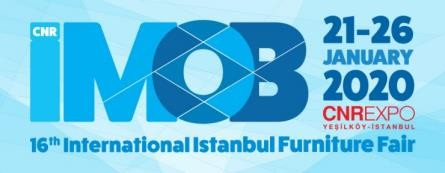 CNR
IMOB
21-26
JANUARY
2020
CNREXPO
YEŞİLKÖY-İSTANBUL
16th International Istanbul Furniture Fair